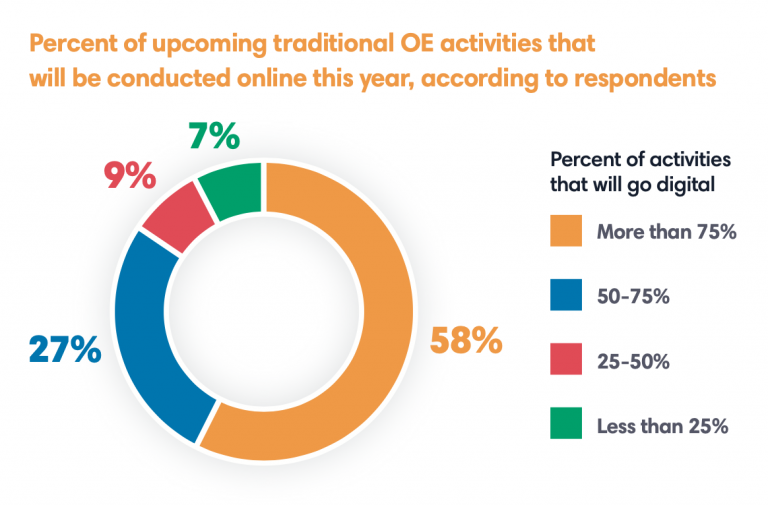 Percent of upcoming traditional OE activities that
will be conducted online this year, according to respondents
7%
9%
27%
58%
Percent of activities
that will go digital
More than 75%
50-75%
25-50%
Less than 25%